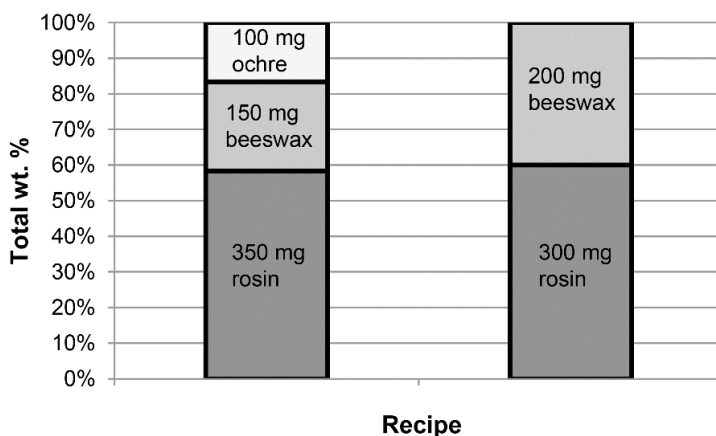 100%
90%
80%
70%
60%
50%
40%
30%
20%
10%
0%
Total wt. %
100 mg
ochre
150 mg
beeswax
350 mg
rosin
200 mg
beeswax
300 mg
rosin
Recipe